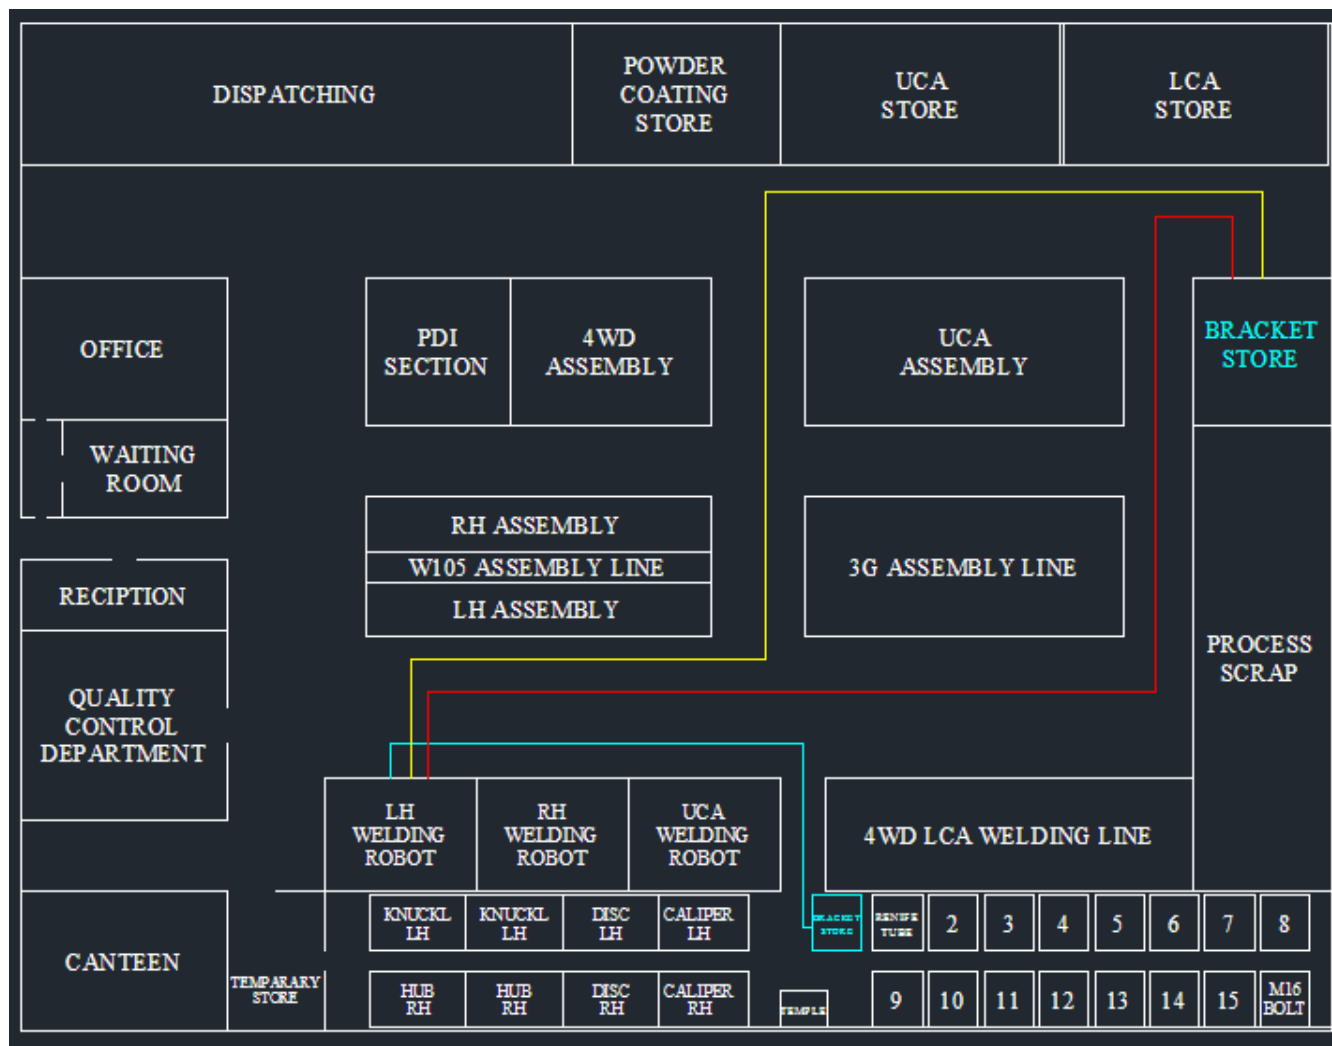 DISPATCHING
POWDER
COATING
STORE
UCA
STORE
LCA
STORE
OFFICE
PDI
SECTION
4WD
ASSEMBLY
UCA
ASSEMBLY
BRACKET
STORE
WAITING
ROOM
RH ASSEMBLY
W105 ASSEMBLY LINE
LH ASSEMBLY
3G ASSEMBLY LINE
RECIPTION
PROCESS
SCRAP
QUALITY
CONTROL
DEPARTMENT
LH
WELDING
ROBOT
RH
WELDING
ROBOT
UCA
WELDING
ROBOT
4WD LCA WELDING LINE
CANTEEN
TEMPARARY
STORE
KNUCKL
LH
KNUCKL
LH
DISC
LH
CALIPER
LH
BRACKET
STORE
TUBE
2
3
4
5
6
7
8
HUB
RH
HUB
RH
DISC
RH
CALIPER
RH
TEMPLE
9
10
11
12
13
14
15
M16
BOLT